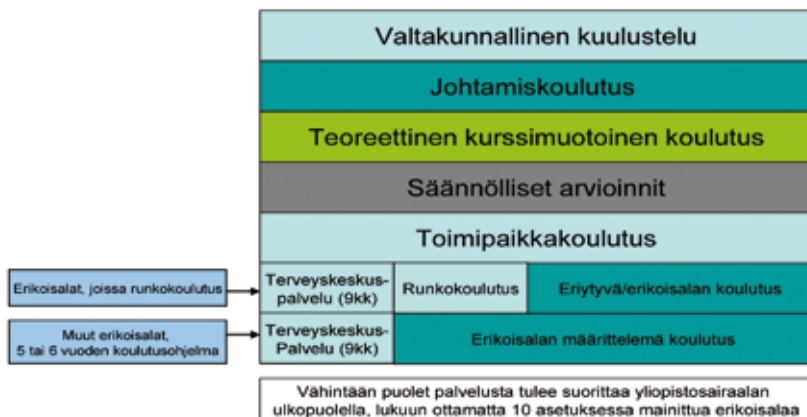 Valtakunnallinen kuulustelu
Johtamiskoulutus
Teoreettinen kurssimuotoinen koulutus
Säännölliset arvioinnit
Toimipaikkakoulutus
Erikoisalat, joissa runkokoulutus
Terveyskeskus-
palvelu (9kk)
Runkokoulutus
Eriytyvä/erikoisalan koulutus
Muut erikoisalat,
5 tai 6 vuoden koulutusohjelma
Terveyskeskus-
Palvelu (9kk)
Erikoisalan määrittelemä koulutus
Vähintään puolet palvelusta tulee suorittaa yliopistosairaalan
ulkopuolella, lukuun ottamatta 10 asetuksessa mainittua erikoisalaa